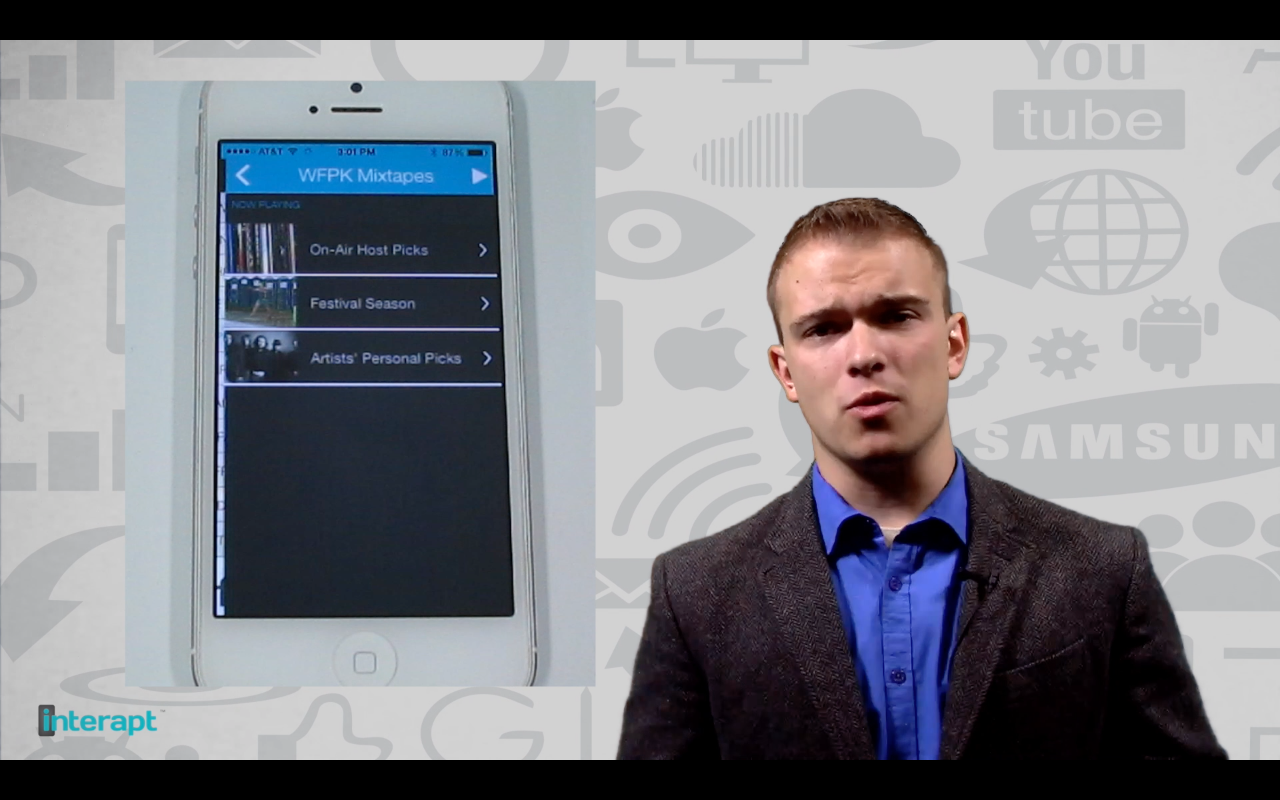 You
tube
AT&T 3:01 PM 87%
WFPK Mixtapes
NOW PLAYING
On-Air Host Picks
Festival Season
Artists' Personal Picks
SAMSUN
interapt™